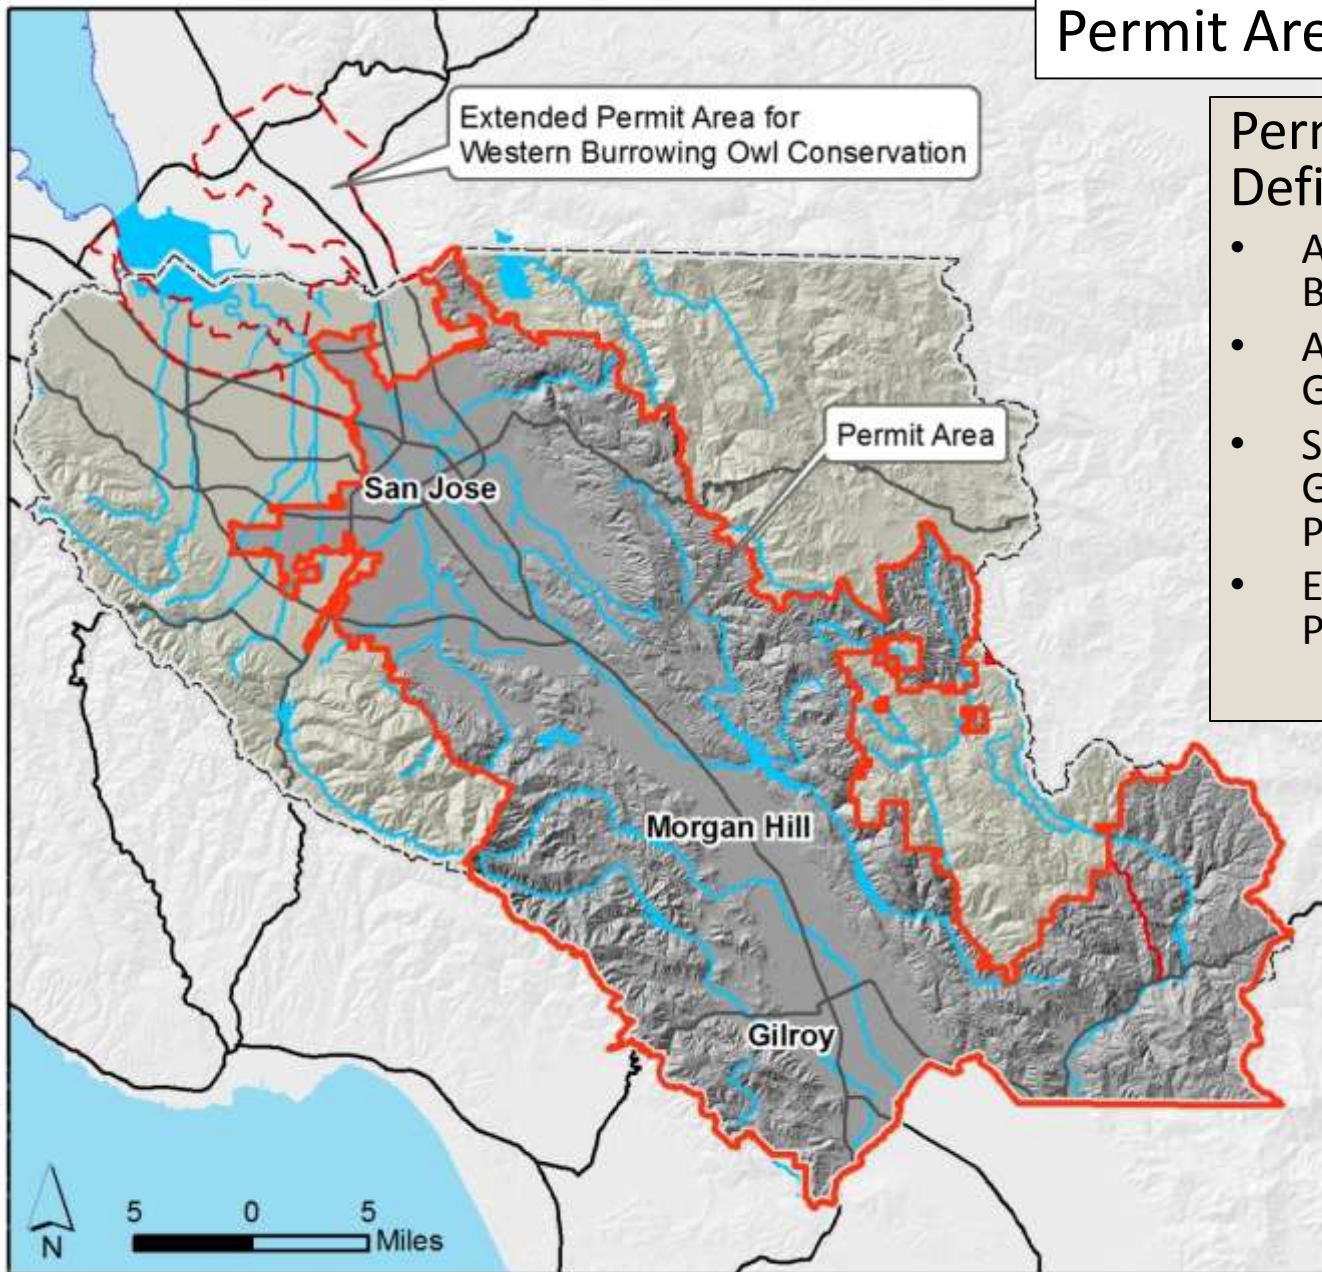 Permit Are
Extended Permit Area for
Western Burrowing Owl Conservation
Perm
Defi
• A
B
• A
G
• S
G
P
• E
P
Permit Area
San Jose
Morgan Hill
Gilroy
5 0 5
Miles
N